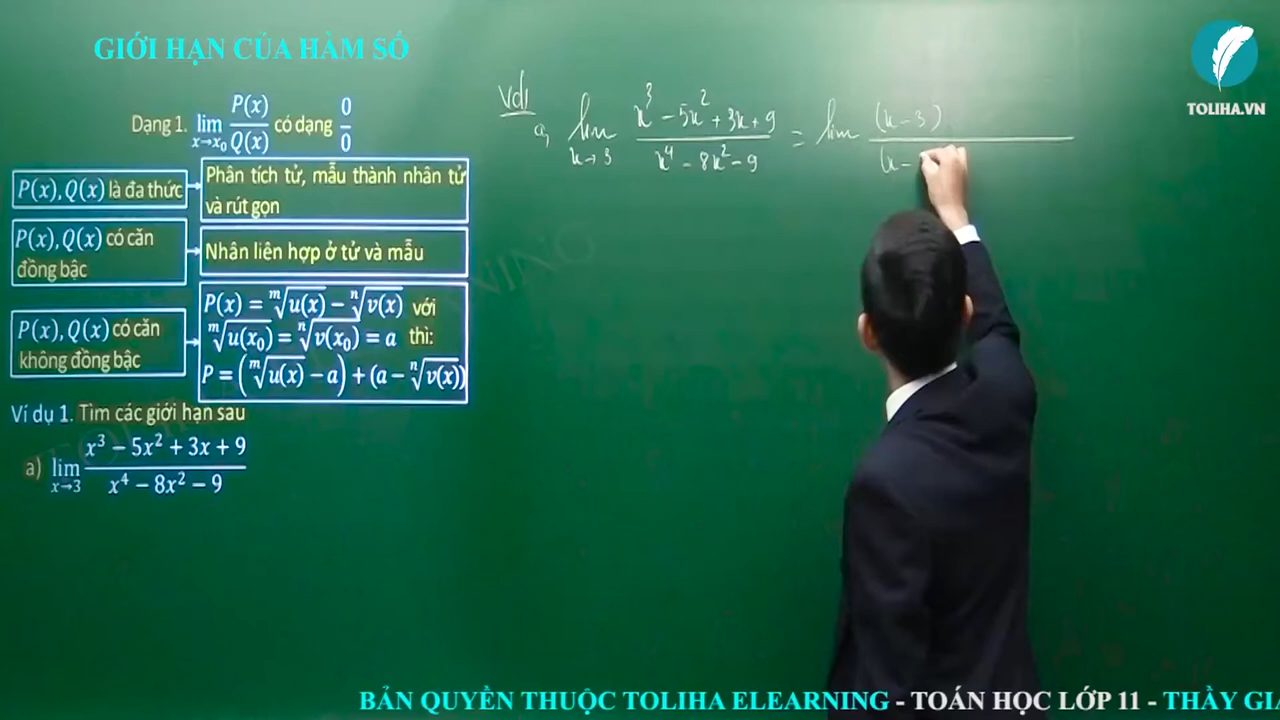 GIỚI HẠN CỦA HÀM SỐ
TOLIHA.VN
Dạng 1. lim x→x₀ P(x)/Q(x) có dạng 0/0
P(x), Q(x) là đa thức
Phân tích tử, mẫu thành nhân tử
và rút gọn
P(x), Q(x) có căn
đồng bậc
Nhân liên hợp ở tử và mẫu
P(x), Q(x) có căn
không đồng bậc
P(x) = ᵐ√u(x) − ⁿ√v(x) với
ᵐ√u(x₀) = ⁿ√v(x₀) = a thì:
P = (ᵐ√u(x) − a) + (a − ⁿ√v(x))
Ví dụ 1. Tìm các giới hạn sau
a) lim x→3 (x³ − 5x² + 3x + 9)/(x⁴ − 8x² − 9)
Vd1
a, lim x→3 (x³ − 5x² + 3x + 9)/(x⁴ − 8x² − 9) = lim (x − 3)/(x −
BẢN QUYỀN THUỘC TOLIHA ELEARNING - TOÁN HỌC LỚP 11 - THẦY GI